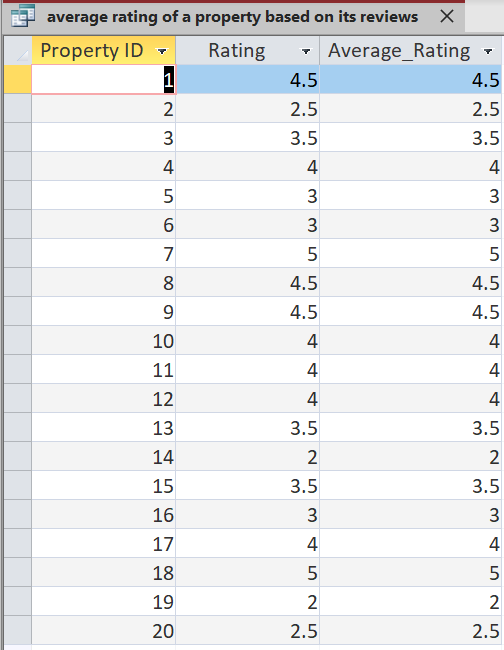 average rating of a property based on its reviews
Property ID Rating Average_Rating
1 4.5 4.5
2 2.5 2.5
3 3.5 3.5
4 4 4
5 3 3
6 3 3
7 5 5
8 4.5 4.5
9 4.5 4.5
10 4 4
11 4 4
12 4 4
13 3.5 3.5
14 2 2
15 3.5 3.5
16 3 3
17 4 4
18 5 5
19 2 2
20 2.5 2.5